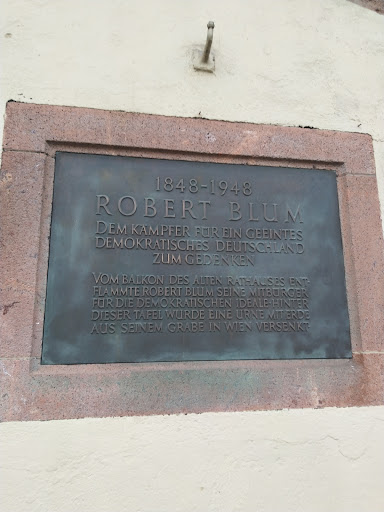 1848-1948
ROBERT BLUM
DEM KÄMPFER FÜR EIN GEEINTES
DEMOKRATISCHES DEUTSCHLAND
ZUM GEDENKEN
VOM BALKON DES ALTEN RATHAUSES ENT-
FLAMMTE ROBERT BLUM SEINE MITBÜRGER
FÜR DIE DEMOKRATISCHEN IDEALE HINTER
DIESER TAFEL WURDE EINE URNE MIT ERDE
AUS SEINEM GRABE IN WIEN VERSENKT